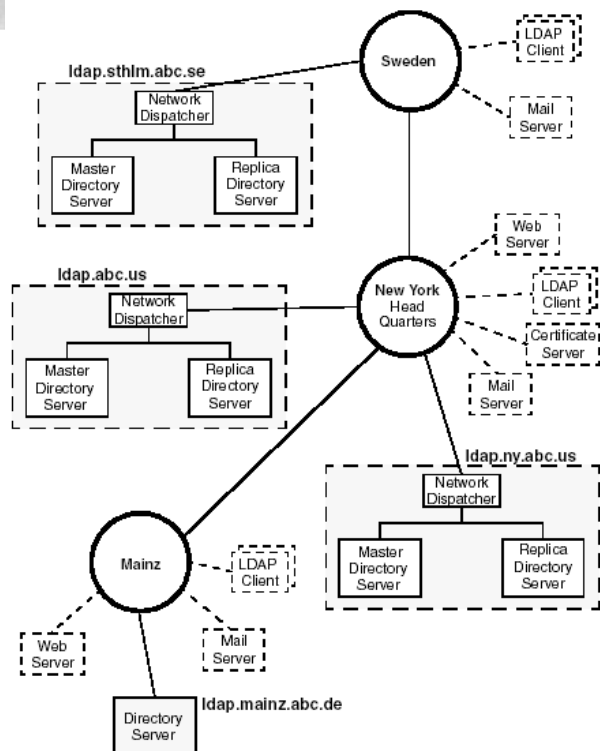 Sweden
LDAP
Client
Mail
Server
ldap.sthlm.abc.se
Network
Dispatcher
Master
Directory
Server
Replica
Directory
Server
Web
Server
ldap.abc.us
Network
Dispatcher
Master
Directory
Server
Replica
Directory
Server
New York
Head
Quarters
LDAP
Client
Certificate
Server
Mail
Server
ldap.ny.abc.us
Network
Dispatcher
Master
Directory
Server
Replica
Directory
Server
Mainz
LDAP
Client
Web
Server
Mail
Server
ldap.mainz.abc.de
Directory
Server